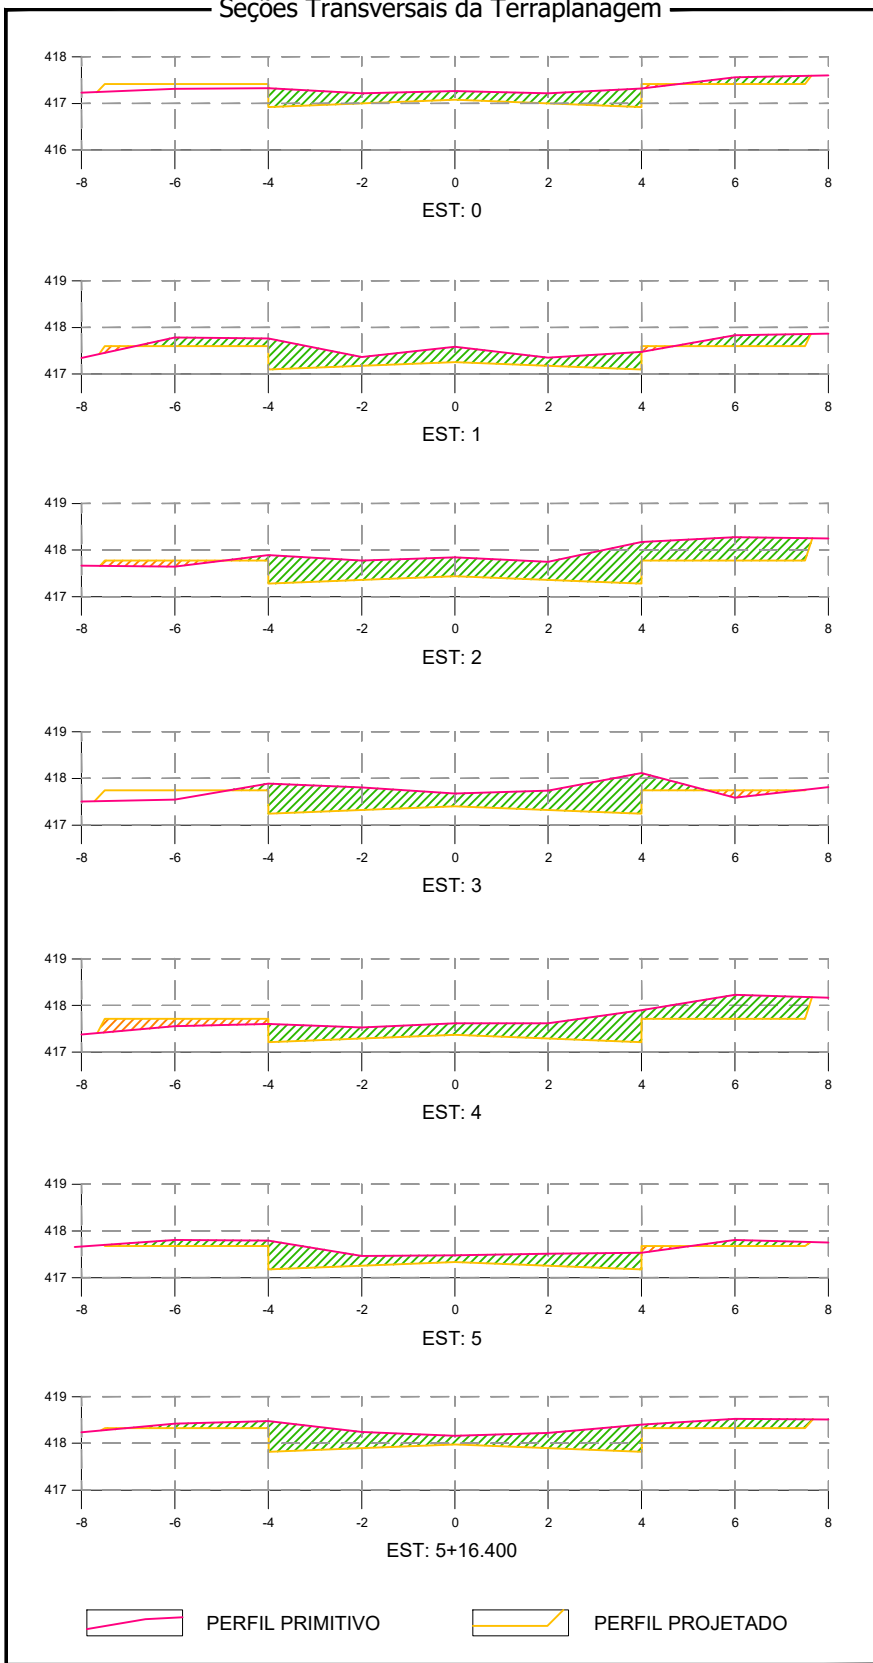 Seções Transversais da Terraplanagem
418
417
416
-8 -6 -4 -2 0 2 4 6 8
EST: 0
419
418
417
-8 -6 -4 -2 0 2 4 6 8
EST: 1
419
418
417
-8 -6 -4 -2 0 2 4 6 8
EST: 2
419
418
417
-8 -6 -4 -2 0 2 4 6 8
EST: 3
419
418
417
-8 -6 -4 -2 0 2 4 6 8
EST: 4
419
418
417
-8 -6 -4 -2 0 2 4 6 8
EST: 5
419
418
417
-8 -6 -4 -2 0 2 4 6 8
EST: 5+16.400
PERFIL PRIMITIVO PERFIL PROJETADO